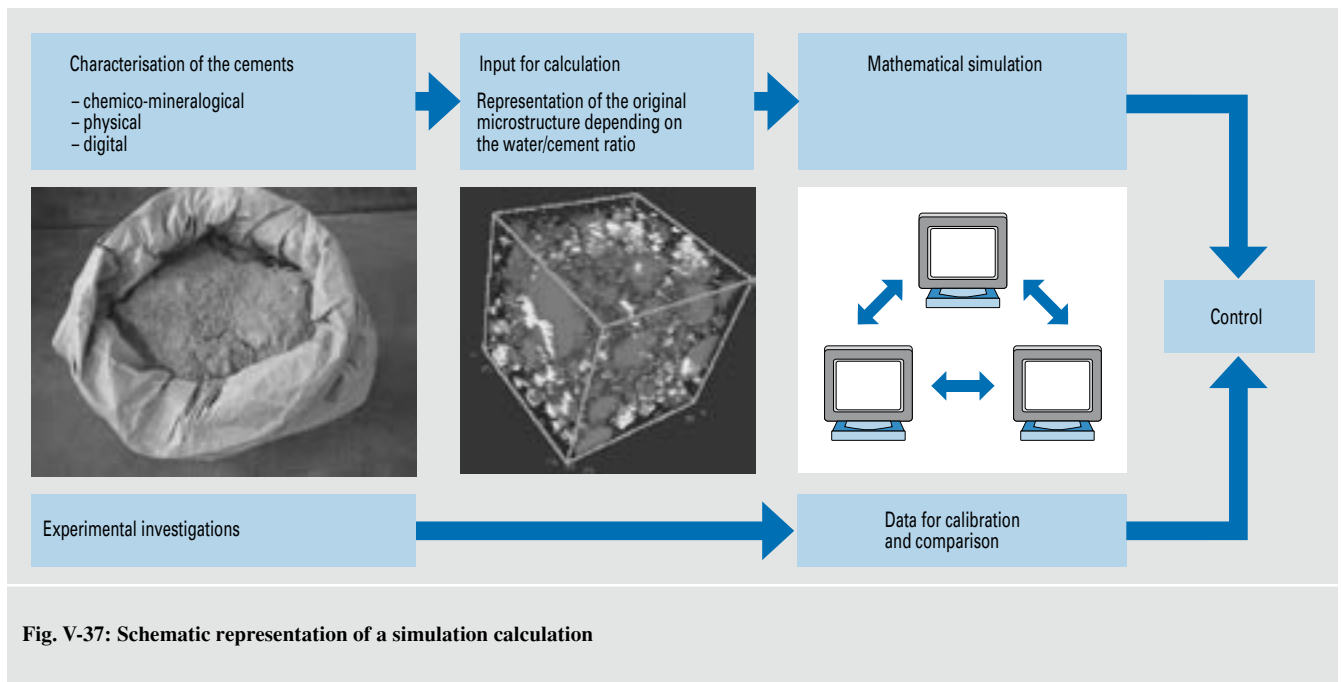 Characterisation of the cements
– chemico-mineralogical
– physical
– digital
Input for calculation
Representation of the original
microstructure depending on
the water/cement ratio
Mathematical simulation
Control
Experimental investigations
Data for calibration
and comparison
Fig. V-37: Schematic representation of a simulation calculation